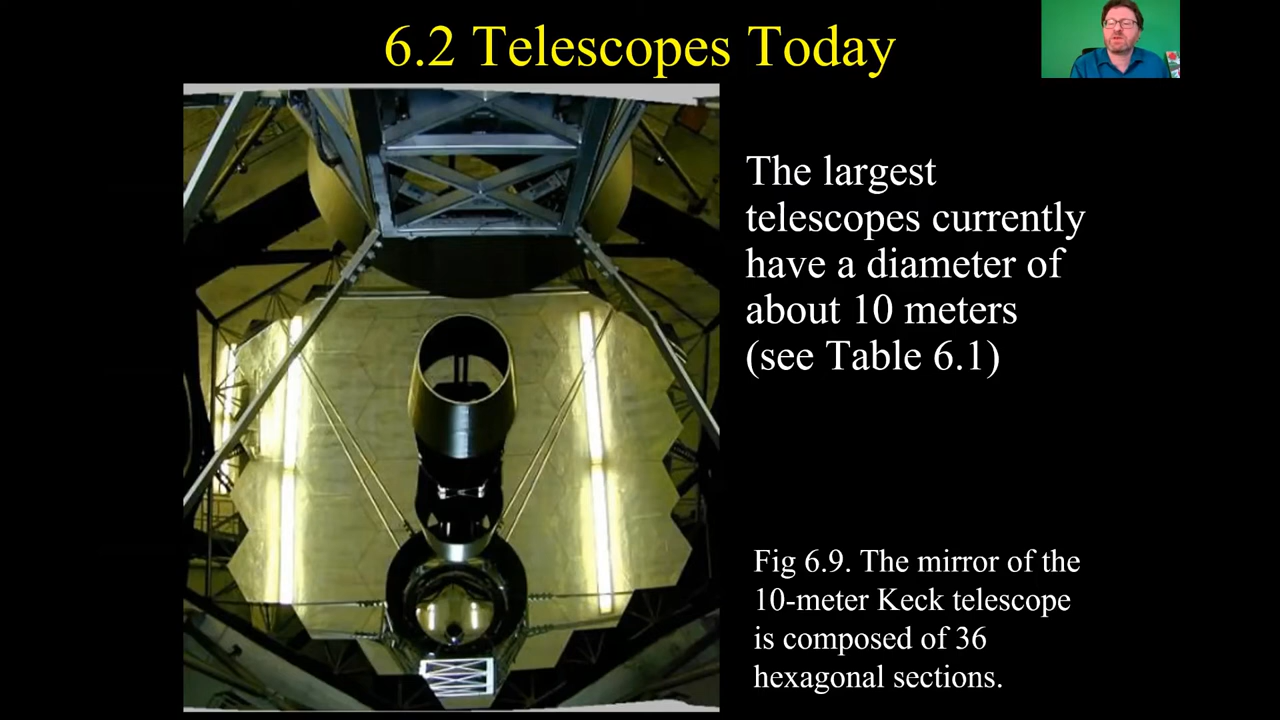 6.2 Telescopes Today
The largest
telescopes currently
have a diameter of
about 10 meters
(see Table 6.1)
Fig 6.9. The mirror of the
10-meter Keck telescope
is composed of 36
hexagonal sections.